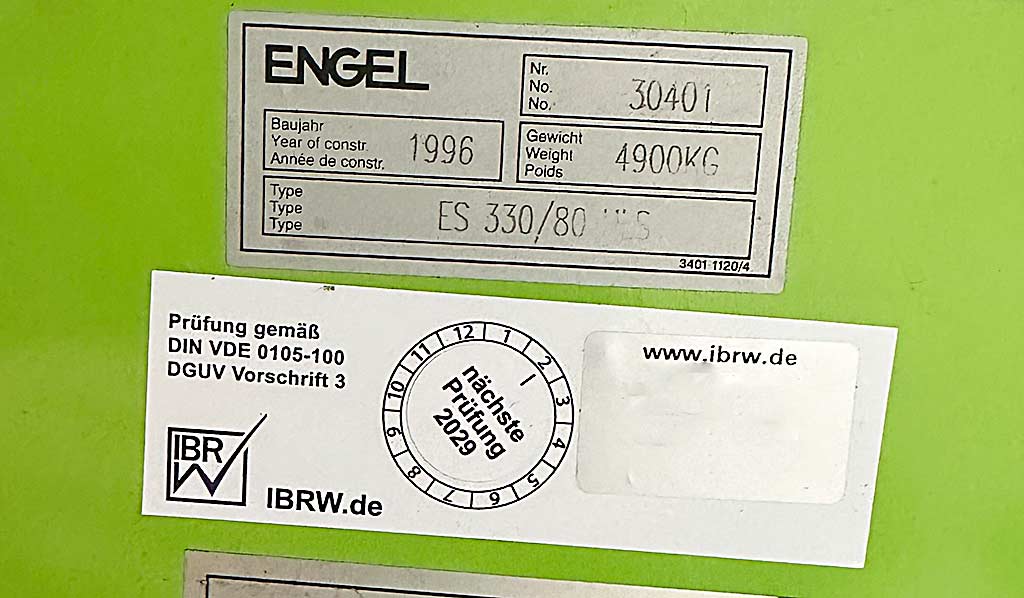 ENGEL
Nr.
No.
No.
30401
Baujahr
Year of constr.
Année de constr.
1996
Gewicht
Weight
Poids
4900KG
Type
Type
Type
ES 330/80
3401 1120/4
Prüfung gemäß
DIN VDE 0105-100
DGUV Vorschrift 3
IBR
W
IBRW.de
12 1 2 3 4 5 6 7 8 9 10 11
nächste
Prüfung
2029
www.ibrw.de